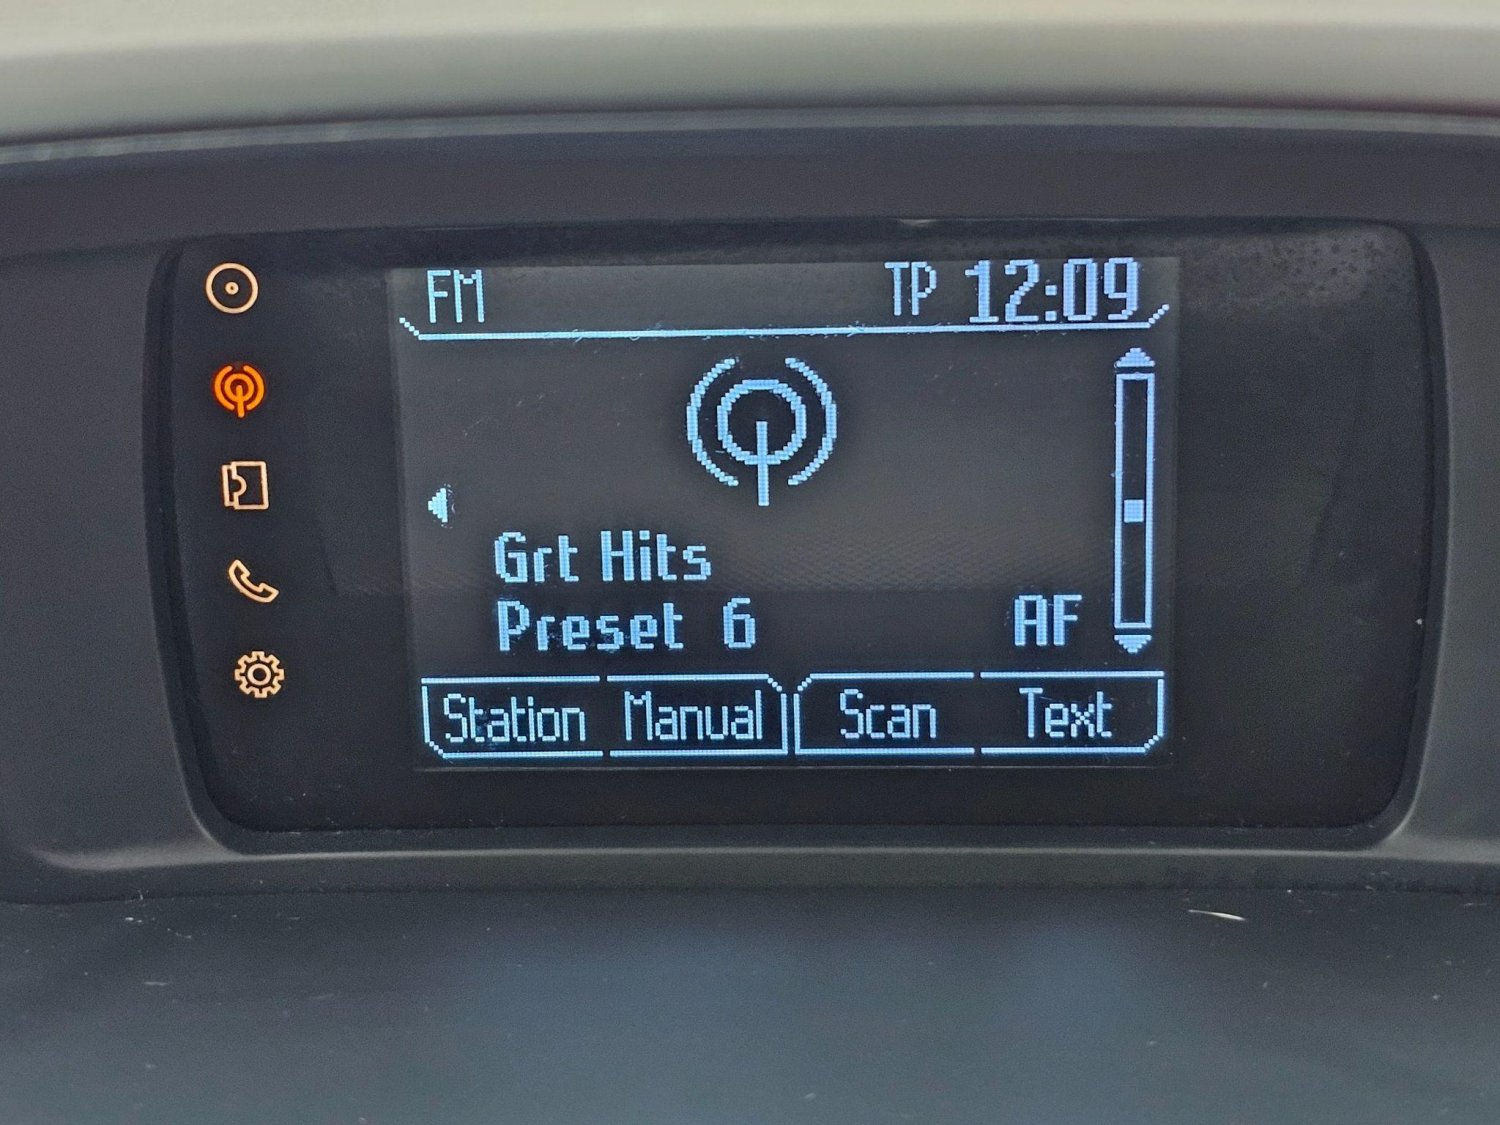 FM TP 12:09
Grt Hits
Preset 6 AF
Station Manual Scan Text